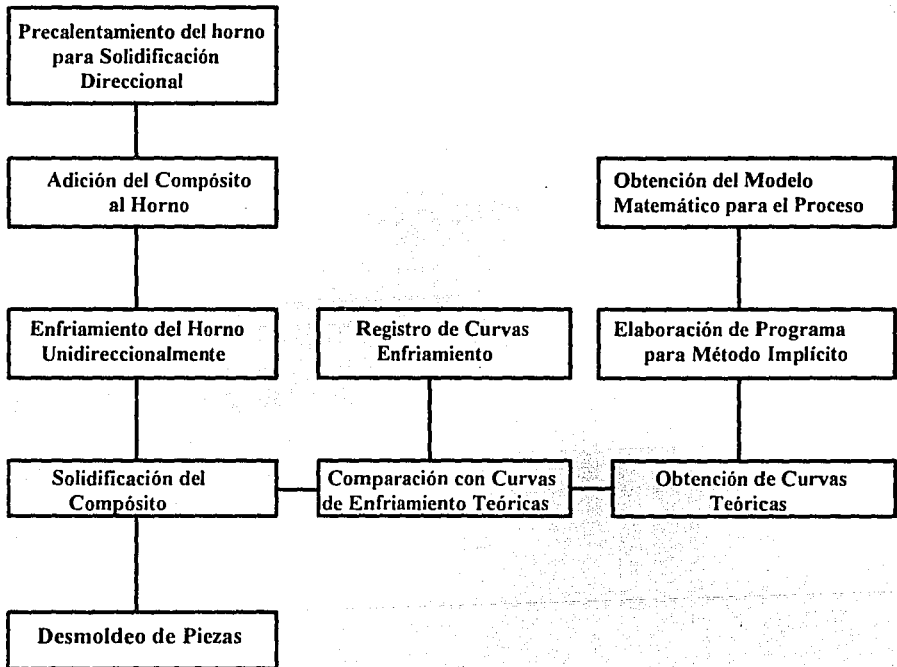 Precalentamiento del horno
para Solidificación
Direccional
Adición del Compósito
al Horno
Obtención del Modelo
Matemático para el Proceso
Enfriamiento del Horno
Unidireccionalmente
Registro de Curvas
Enfriamiento
Elaboración de Programa
para Método Implícito
Solidificación del
Compósito
Comparación con Curvas
de Enfriamiento Teóricas
Obtención de Curvas
Teóricas
Desmoldeo de Piezas